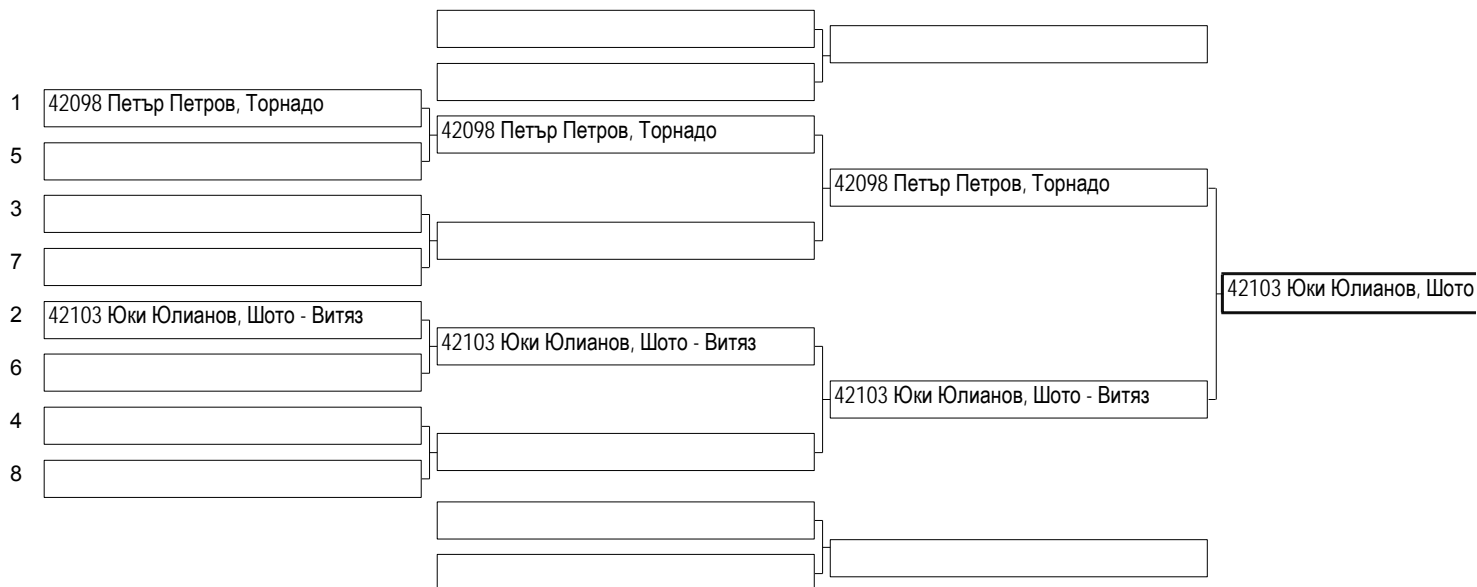 1 42098 Петър Петров, Торнадо
42098 Петър Петров, Торнадо
5
42098 Петър Петров, Торнадо
3
7
42103 Юки Юлианов, Шото
2 42103 Юки Юлианов, Шото - Витяз
42103 Юки Юлианов, Шото - Витяз
6
42103 Юки Юлианов, Шото - Витяз
4
8